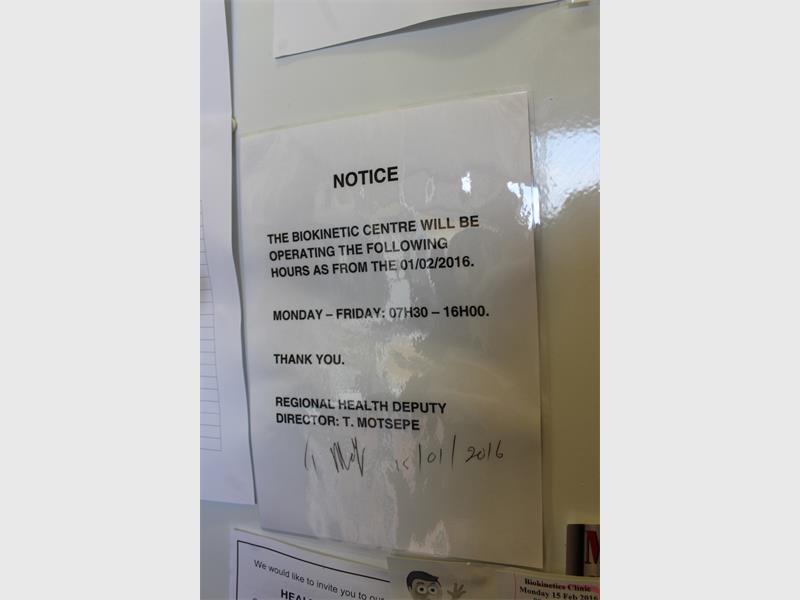 NOTICE
THE BIOKINETIC CENTRE WILL BE
OPERATING THE FOLLOWING
HOURS AS FROM THE 01/02/2016.
MONDAY – FRIDAY: 07H30 – 16H00.
THANK YOU.
REGIONAL HEALTH DEPUTY
DIRECTOR: T. MOTSEPE
/01/2016
We would like to invite you to
Biokinetics Clinic
Monday 15 Feb 2016